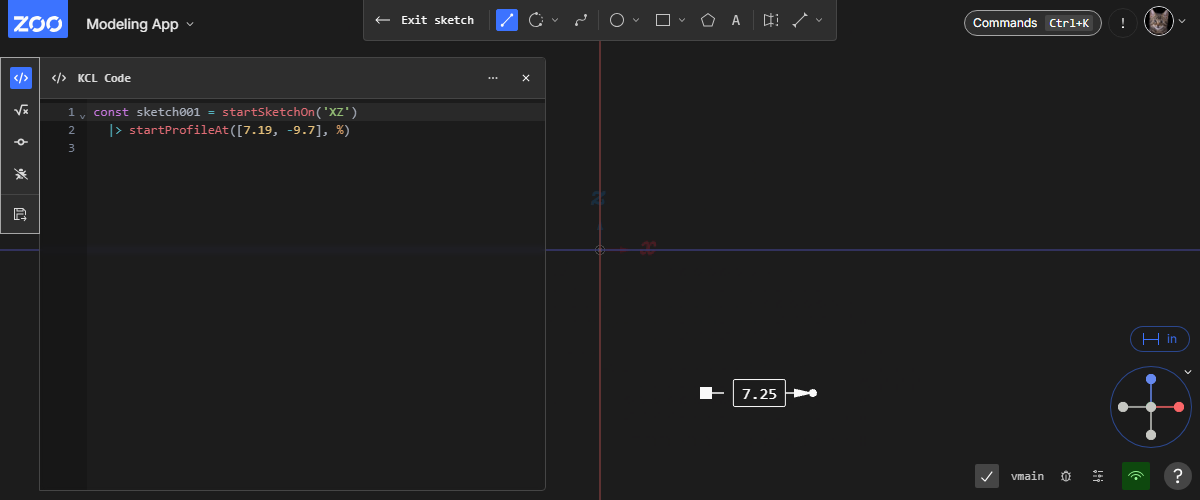 ZOO Modeling App
Exit sketch
A
Commands Ctrl+K
!
</> KCL Code
1 const sketch001 = startSketchOn('XZ')
2 |> startProfileAt([7.19, -9.7], %)
3
z
x
in
7.25
vmain
?